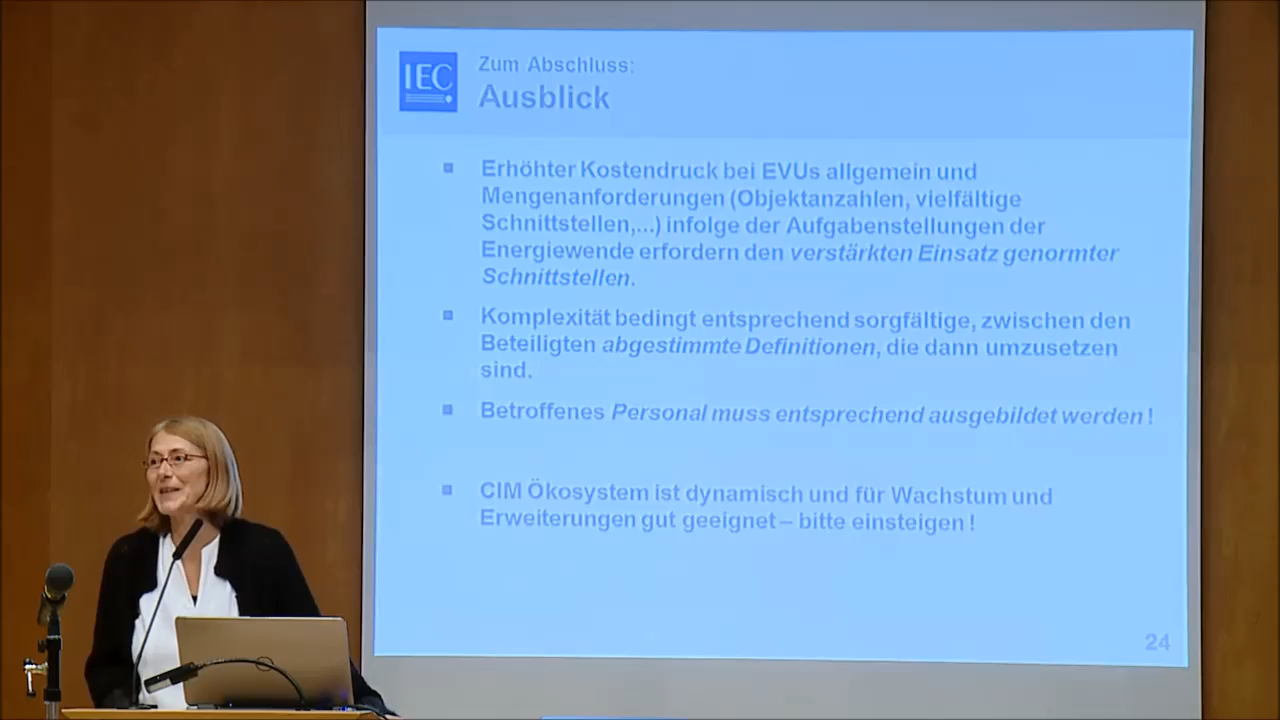 IEC
Zum Abschluss:
Ausblick
▪ Erhöhter Kostendruck bei EVUs allgemein und
Mengenanforderungen (Objektanzahlen, vielfältige
Schnittstellen,...) infolge der Aufgabenstellungen der
Energiewende erfordern den verstärkten Einsatz genormter
Schnittstellen.
▪ Komplexität bedingt entsprechend sorgfältige, zwischen den
Beteiligten abgestimmte Definitionen, die dann umzusetzen
sind.
▪ Betroffenes Personal muss entsprechend ausgebildet werden !
▪ CIM Ökosystem ist dynamisch und für Wachstum und
Erweiterungen gut geeignet – bitte einsteigen !
24